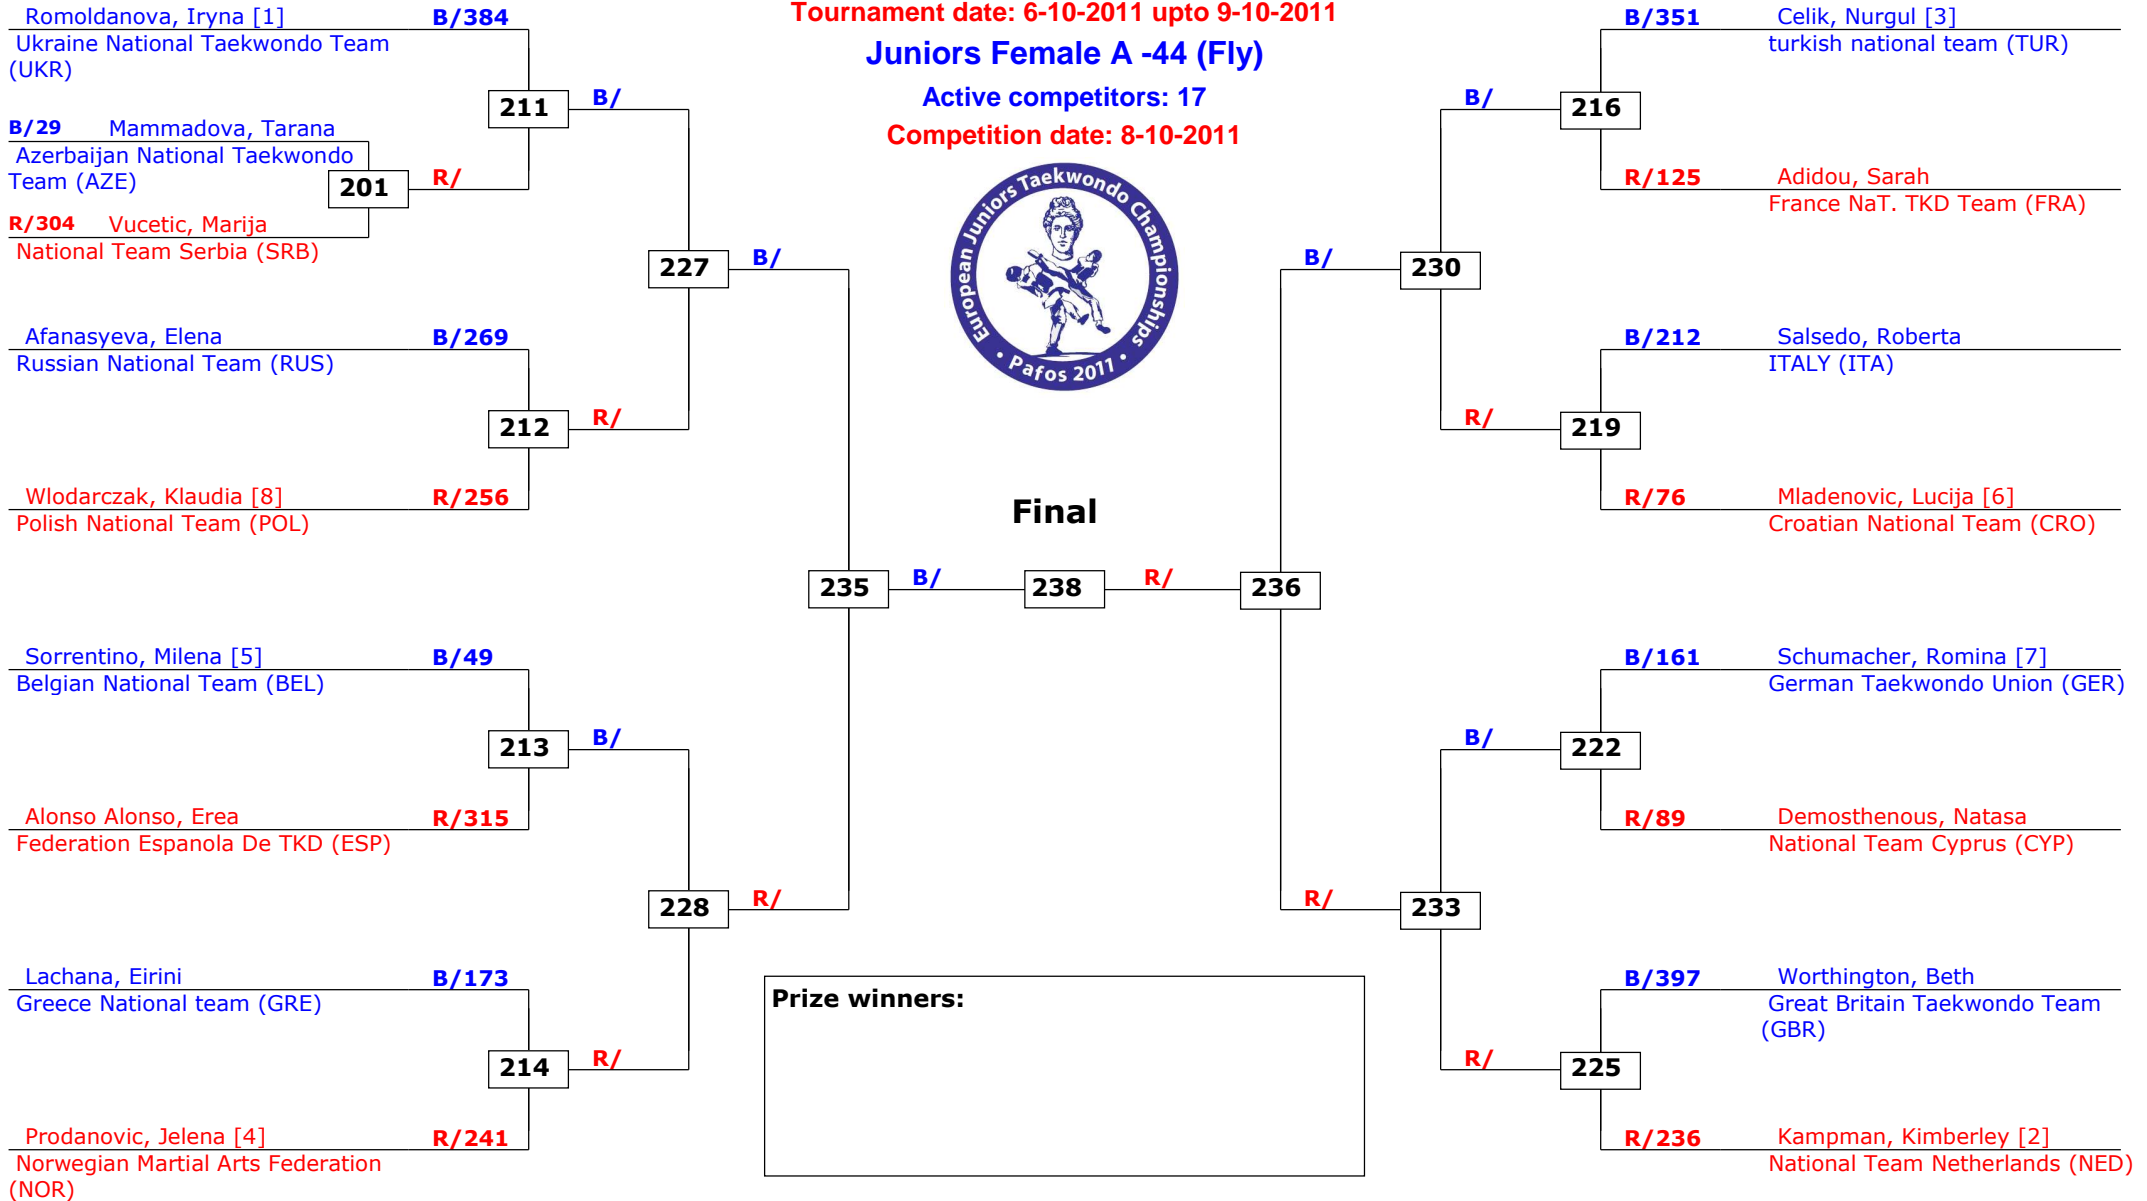 Tournament date: 6-10-2011 upto 9-10-2011
Juniors Female A -44 (Fly)
Active competitors: 17
Competition date: 8-10-2011
European Juniors Taekwondo Championships
• Pafos 2011 •
Romoldanova, Iryna [1] B/384
Ukraine National Taekwondo Team
(UKR)
211 B/
B/29 Mammadova, Tarana
Azerbaijan National Taekwondo
Team (AZE)
201 R/
R/304 Vucetic, Marija
National Team Serbia (SRB)
227 B/
Afanasyeva, Elena B/269
Russian National Team (RUS)
212 R/
Wlodarczak, Klaudia [8] R/256
Polish National Team (POL)
Sorrentino, Milena [5] B/49
Belgian National Team (BEL)
213 B/
Alonso Alonso, Erea R/315
Federation Espanola De TKD (ESP)
228 R/
Lachana, Eirini B/173
Greece National team (GRE)
214 R/
Prodanovic, Jelena [4] R/241
Norwegian Martial Arts Federation
(NOR)
Final
235 B/ 238 R/ 236
B/351 Celik, Nurgul [3]
turkish national team (TUR)
B/ 216
R/125 Adidou, Sarah
France NaT. TKD Team (FRA)
B/ 230
B/212 Salsedo, Roberta
ITALY (ITA)
R/ 219
R/76 Mladenovic, Lucija [6]
Croatian National Team (CRO)
B/161 Schumacher, Romina [7]
German Taekwondo Union (GER)
B/ 222
R/89 Demosthenous, Natasa
National Team Cyprus (CYP)
R/ 233
B/397 Worthington, Beth
Great Britain Taekwondo Team
(GBR)
R/ 225
R/236 Kampman, Kimberley [2]
National Team Netherlands (NED)
Prize winners: